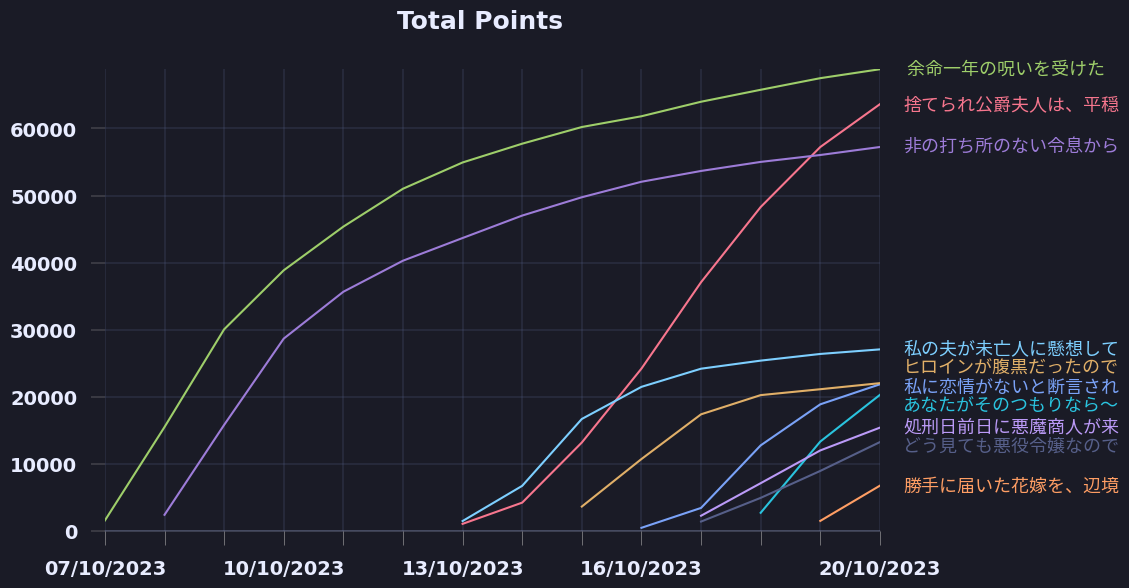 Total Points
余命一年の呪いを受けた
捨てられ公爵夫人は、平穏
60000
非の打ち所のない令息から
50000
40000
30000
私の夫が未亡人に懸想して
ヒロインが腹黒だったので
私に恋情がないと断言され
20000
あなたがそのつもりなら〜
処刑日前日に悪魔商人が来
どう見ても悪役令嬢なので
10000
勝手に届いた花嫁を、辺境
0
07/10/2023 10/10/2023 13/10/2023 16/10/2023 20/10/2023